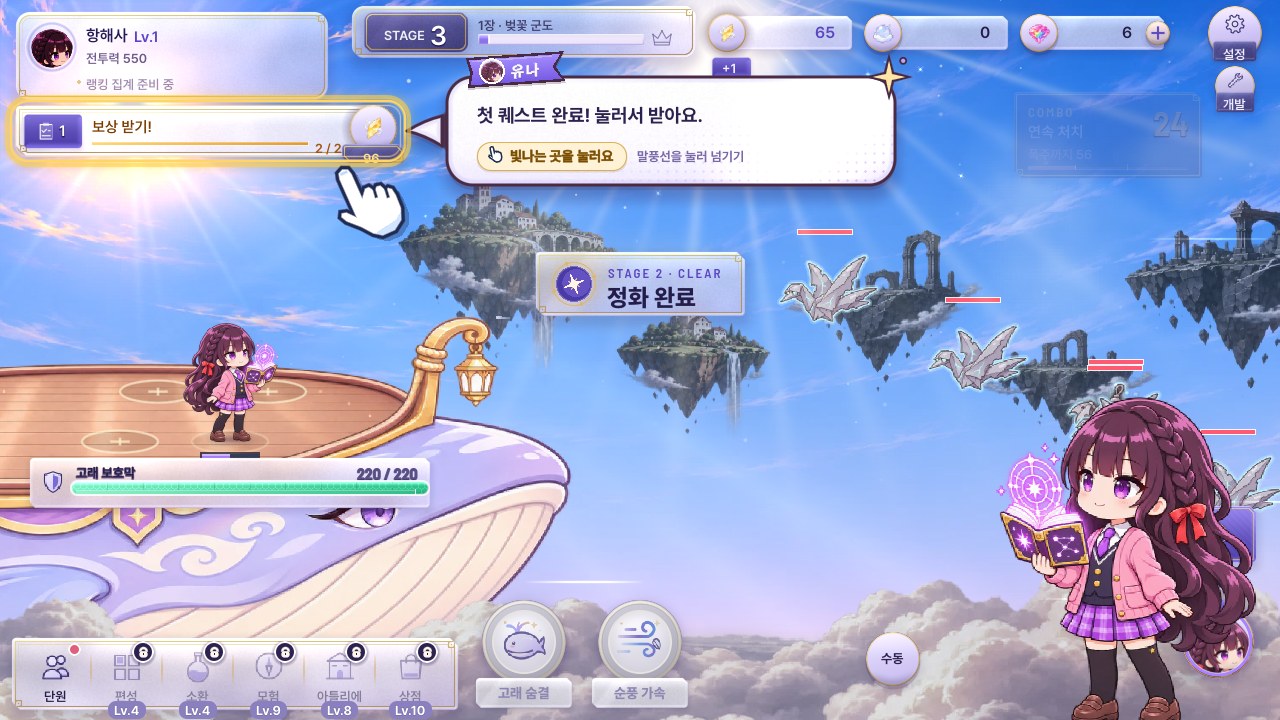 항해사 Lv.1
전투력 550
랭킹 집계 준비 중
STAGE 3
1장 · 벚꽃 군도
65
+1
0
6
설정
개발
1
보상 받기!
2 / 2
96
유나
첫 퀘스트 완료! 눌러서 받아요.
빛나는 곳을 눌러요
말풍선을 눌러 넘기기
COMBO
연속 처치
24
STAGE 2 · CLEAR
정화 완료
고래 보호막
220 / 220
단원
편성
Lv.4
소환
Lv.4
모험
Lv.9
아틀리에
Lv.8
상점
Lv.10
고래 숨결
순풍 가속
수동